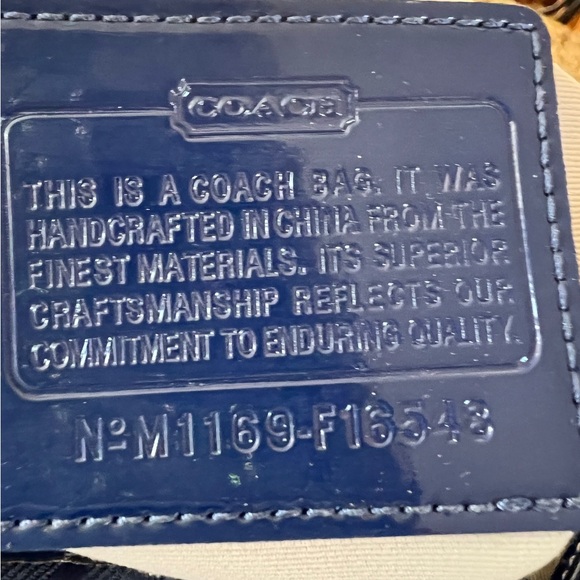 COACH
THIS IS A COACH BAG. IT WAS
HANDCRAFTED IN CHINA FROM THE
FINEST MATERIALS. ITS SUPERIOR
CRAFTSMANSHIP REFLECTS OUR
COMMITMENT TO ENDURING QUALITY.
Nº M1169-F16543